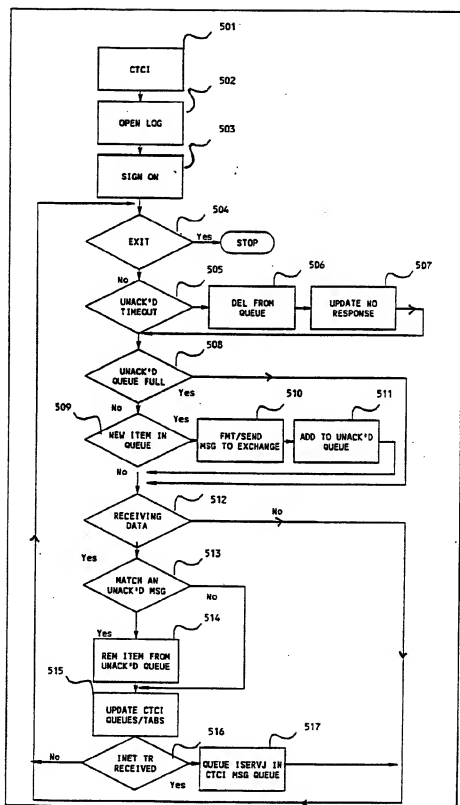 501
CTCI
502
OPEN LOG
503
SIGN ON
504
EXIT
Yes
STOP
No
505
506
507
UNACK'D
TIMEOUT
DEL FROM
QUEUE
UPDATE NO
RESPONSE
508
UNACK'D
QUEUE FULL
Yes
509
No
Yes
510
511
NEW ITEM IN
QUEUE
FMT/SEND
MSG TO EXCHANGE
ADD TO UNACK'D
QUEUE
No
512
RECEIVING
DATA
No
Yes
513
MATCH AN
UNACK'D MSG
No
Yes
514
REM ITEM FROM
UNACK'D QUEUE
515
UPDATE CTCI
QUEUES/TABS
516
517
No
INET TR
RECEIVED
QUEUE ISERVJ IN
CTCI MSG QUEUE
Yes